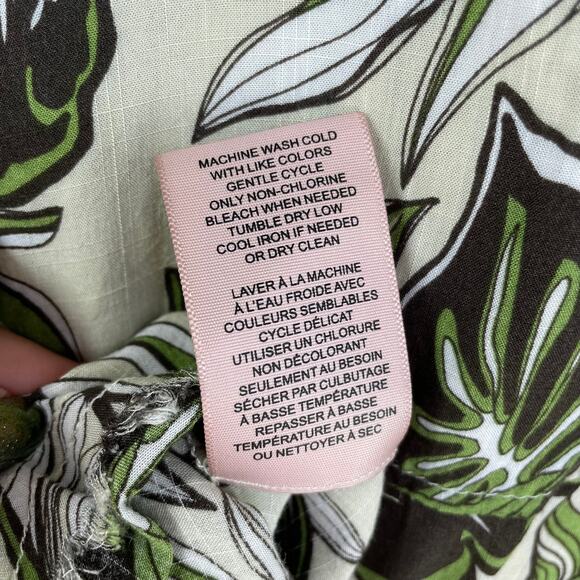 MACHINE WASH COLD
WITH LIKE COLORS
GENTLE CYCLE
ONLY NON-CHLORINE
BLEACH WHEN NEEDED
TUMBLE DRY LOW
COOL IRON IF NEEDED
OR DRY CLEAN
LAVER À LA MACHINE
À L'EAU FROIDE AVEC
COULEURS SEMBLABLES
CYCLE DÉLICAT
UTILISER UN CHLORURE
NON DÉCOLORANT
SEULEMENT AU BESOIN
SÉCHER PAR CULBUTAGE
À BASSE TEMPÉRATURE
REPASSER À BASSE
TEMPÉRATURE AU BESOIN
OU NETTOYER À SEC